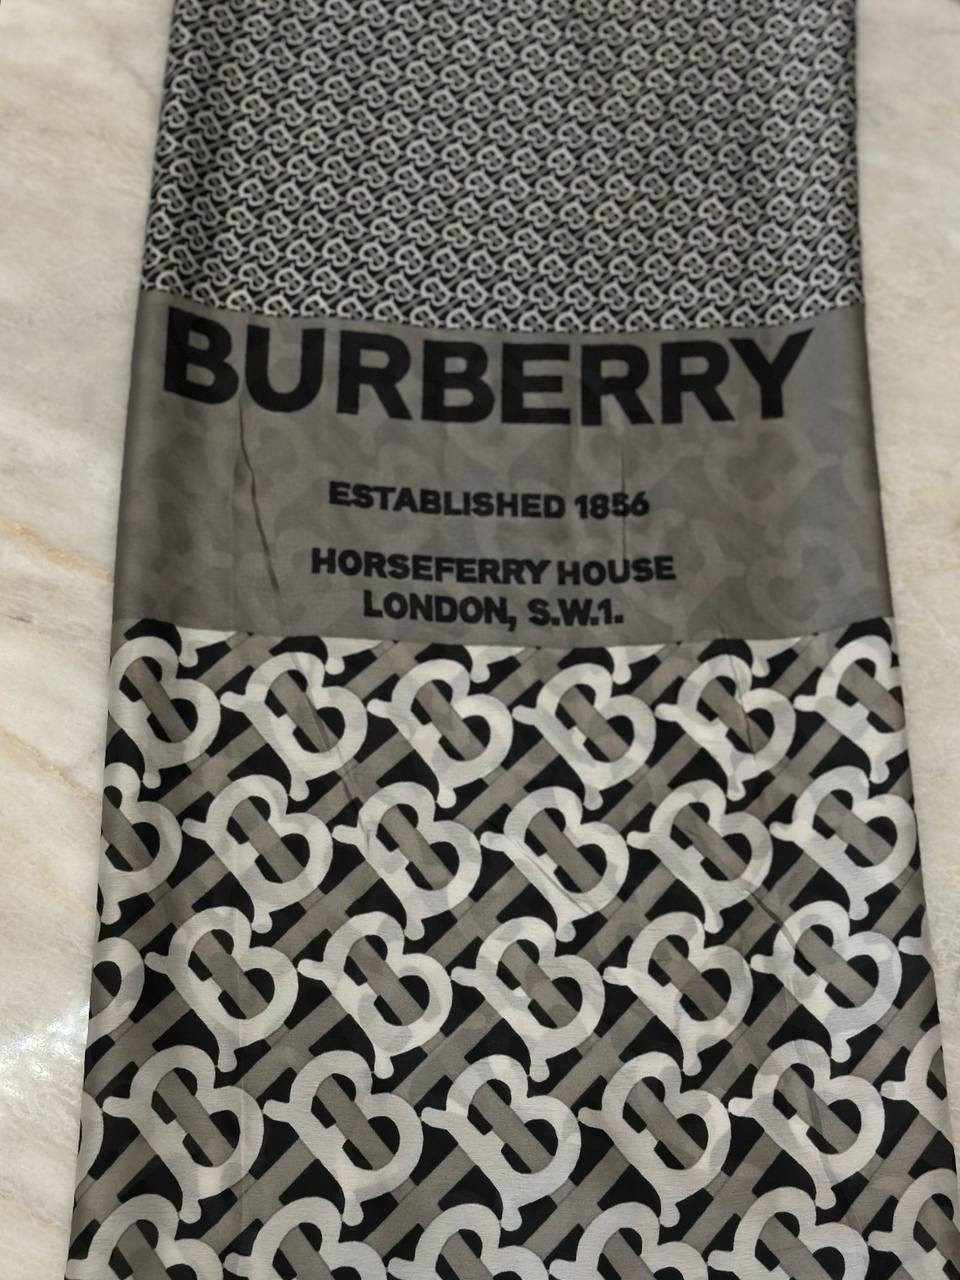 BURBERRY
ESTABLISHED 1856
HORSEFERRY HOUSE
LONDON, S.W.1.